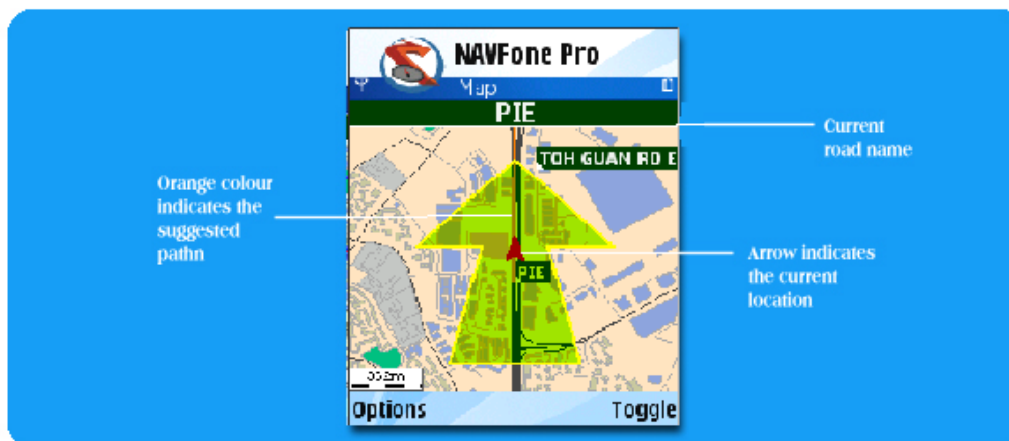 NAVFone Pro
Map
PIE
TOH GUAN RD E
PIE
Options
Toggle
Current
road name
Orange colour
indicates the
suggested
pathn
Arrow indicates
the current
location